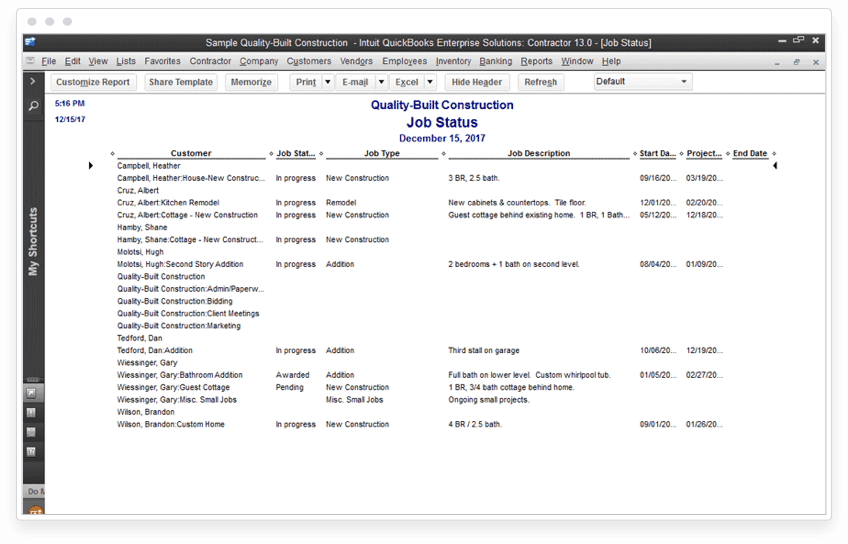 Sample Quality-Built Construction - Intuit QuickBooks Enterprise Solutions: Contractor 13.0 - [Job Status]
File Edit View Lists Favorites Contractor Company Customers Vendors Employees Inventory Banking Reports Window Help
Customize Report Share Template Memorize Print E-mail Excel Hide Header Refresh Default
5:16 PM Quality-Built Construction
12/15/17 Job Status
December 15, 2017
Customer Job Stat... Job Type Job Description Start Da... Project... End Date
Campbell, Heather
Campbell, Heather:House-New Construc... In progress New Construction 3 BR, 2.5 bath. 09/16/20... 03/19/20...
Cruz, Albert
Cruz, Albert:Kitchen Remodel In progress Remodel New cabinets & countertops. Tile floor. 12/01/20... 02/20/20...
Cruz, Albert:Cottage - New Construction In progress New Construction Guest cottage behind existing home. 1 BR, 1 Bath... 05/12/20... 12/18/20...
Hamby, Shane
Hamby, Shane:Cottage - New Construct... In progress New Construction
Molotsi, Hugh
Molotsi, Hugh:Second Story Addition In progress Addition 2 bedrooms + 1 bath on second level. 08/04/20... 01/09/20...
Quality-Built Construction
Quality-Built Construction:Admin/Paperw...
Quality-Built Construction:Bidding
Quality-Built Construction:Client Meetings
Quality-Built Construction:Marketing
Tedford, Dan
Tedford, Dan:Addition In progress Addition Third stall on garage 10/06/20... 12/19/20...
Wiessinger, Gary
Wiessinger, Gary:Bathroom Addition Awarded Addition Full bath on lower level. Custom whirlpool tub. 01/05/20... 02/27/20...
Wiessinger, Gary:Guest Cottage Pending New Construction 1 BR, 3/4 bath cottage behind home.
Wiessinger, Gary:Misc. Small Jobs Misc. Small Jobs Ongoing small projects.
Wilson, Brandon
Wilson, Brandon:Custom Home In progress New Construction 4 BR / 2.5 bath. 09/01/20... 01/26/20...
My Shortcuts
Do